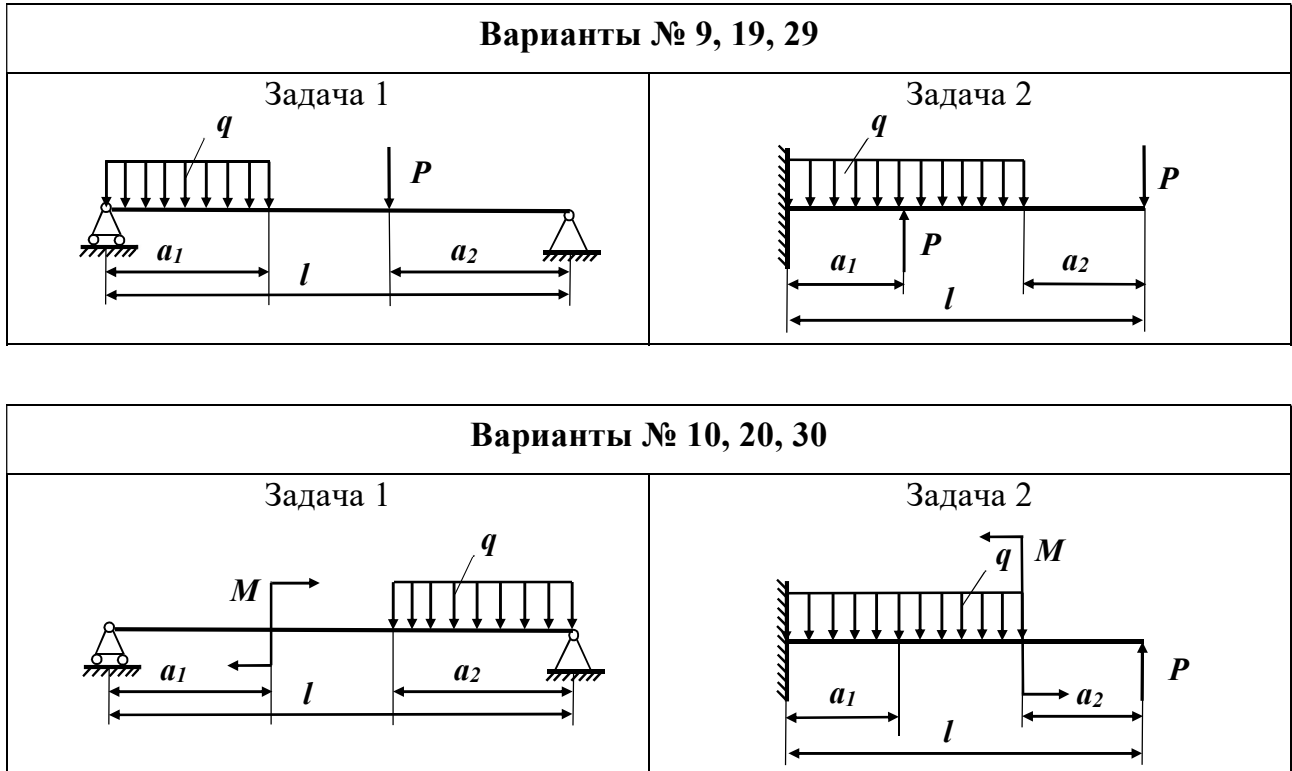 Варианты № 9, 19, 29
Задача 1
q
P
a1
a2
l
Задача 2
q
P
P
a1
a2
l
Варианты № 10, 20, 30
Задача 1
q
M
a1
a2
l
Задача 2
q
M
P
a1
a2
l